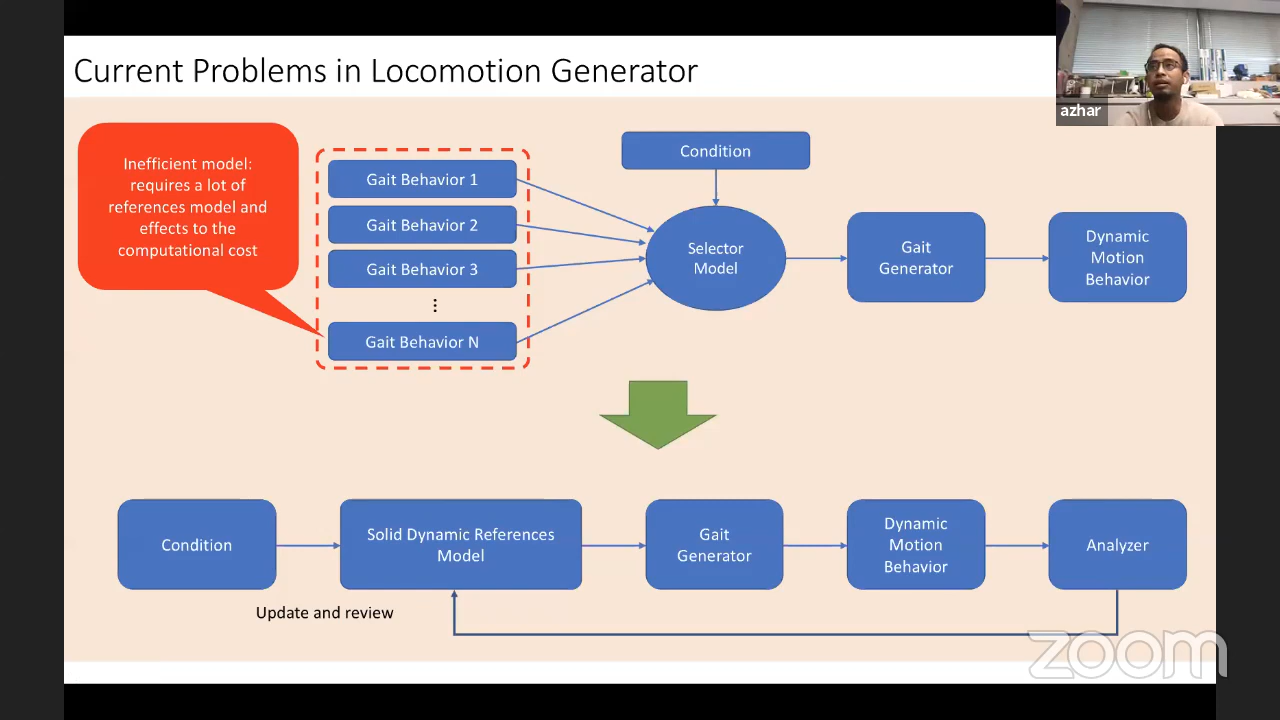 Current Problems in Locomotion Generator
azhar
Inefficient model:
requires a lot of
references model and
effects to the
computational cost
Gait Behavior 1
Gait Behavior 2
Gait Behavior 3
⋮
Gait Behavior N
Condition
Selector
Model
Gait
Generator
Dynamic
Motion
Behavior
Condition
Solid Dynamic References
Model
Gait
Generator
Dynamic
Motion
Behavior
Analyzer
Update and review
zoom